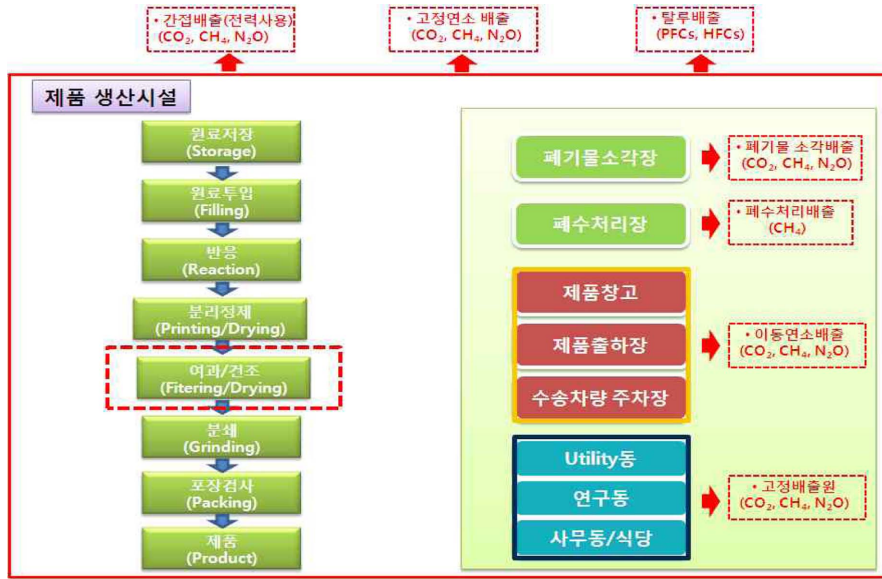 • 간접배출(전력사용)
(CO₂, CH₄, N₂O)
• 고정연소 배출
(CO₂, CH₄, N₂O)
• 탈루배출
(PFCs, HFCs)
제품 생산시설
원료저장
(Storage)
원료투입
(Filling)
반응
(Reaction)
분리정제
(Printing/Drying)
여과/건조
(Fitering/Drying)
분쇄
(Grinding)
포장검사
(Packing)
제품
(Product)
폐기물소각장
• 폐기물 소각배출
(CO₂, CH₄, N₂O)
폐수처리장
• 폐수처리배출
(CH₄)
제품창고
제품출하장
수송차량 주차장
• 이동연소배출
(CO₂, CH₄, N₂O)
Utility동
연구동
사무동/식당
• 고정배출원
(CO₂, CH₄, N₂O)